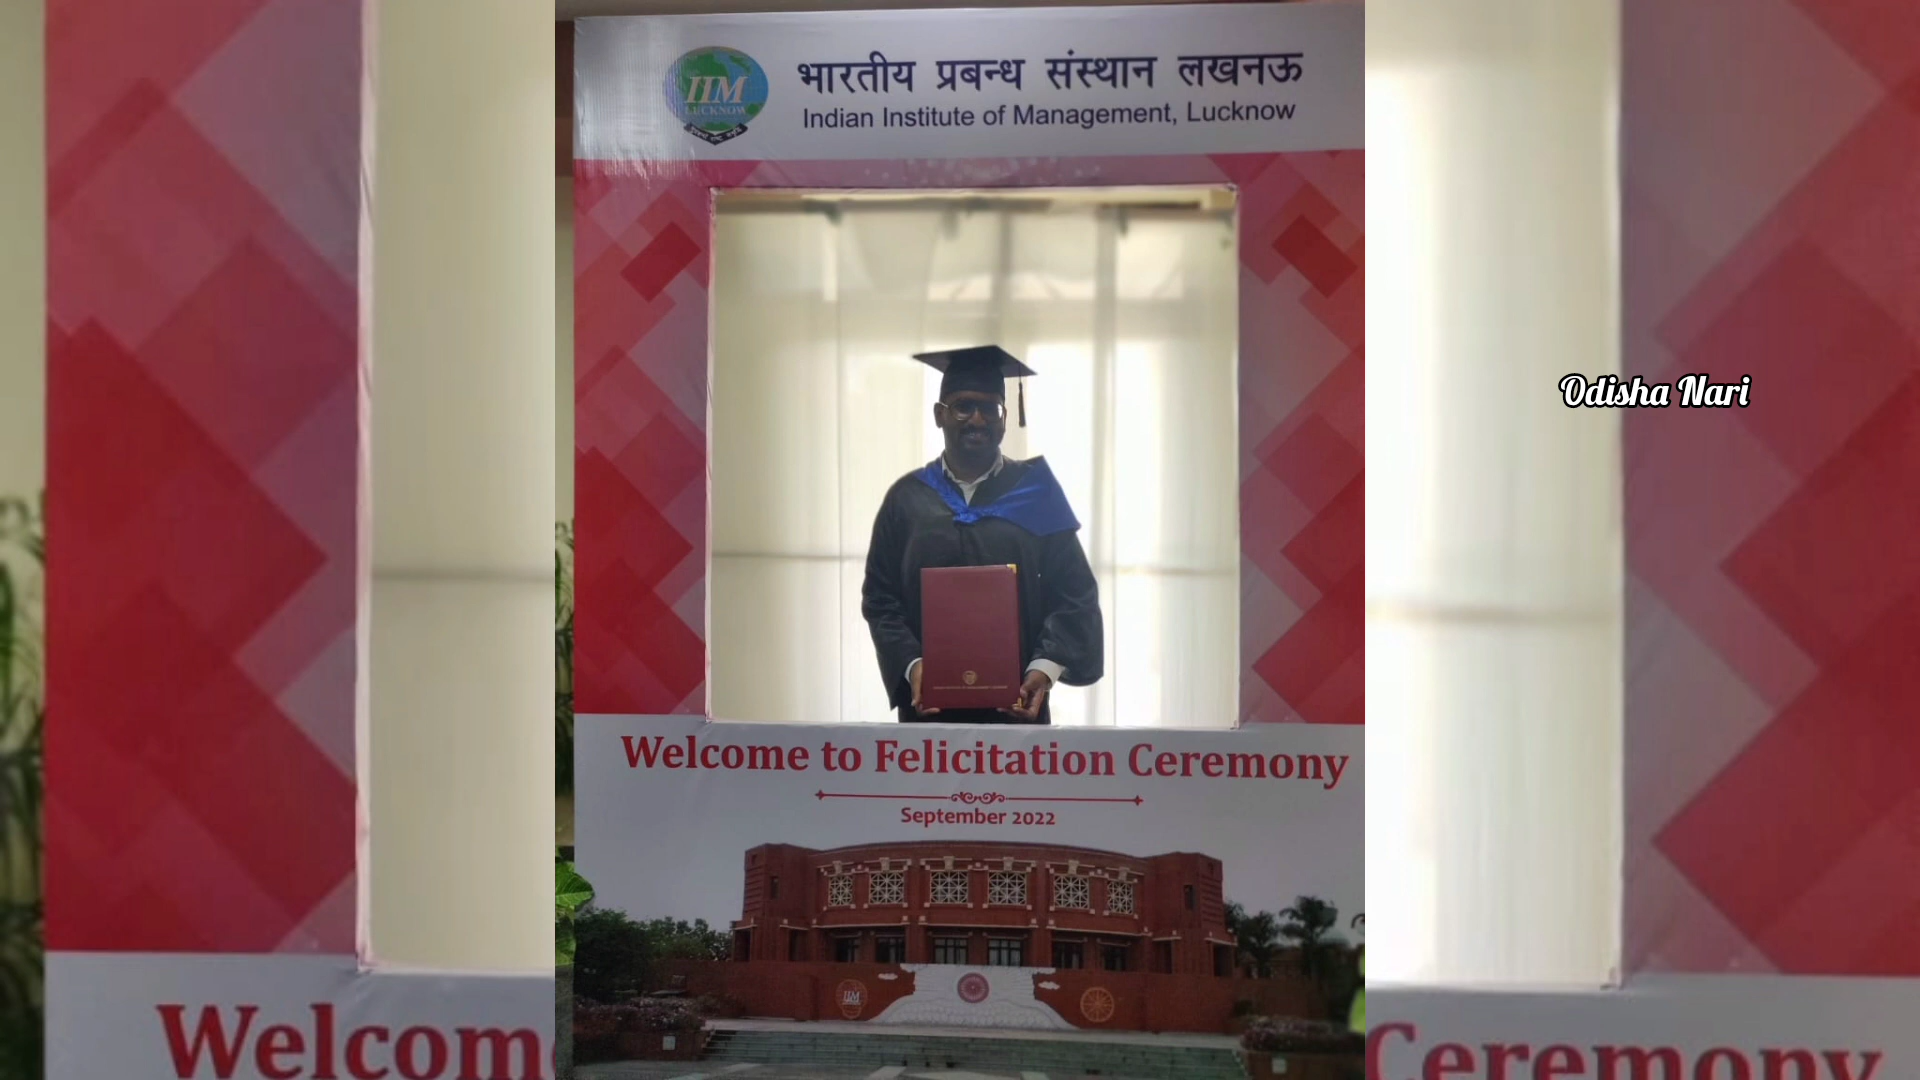 IIM
LUCKNOW
भारतीय प्रबन्ध संस्थान लखनऊ
Indian Institute of Management, Lucknow
Odisha Nari
Welcome to Felicitation Ceremony
September 2022
IIM
Welcom
Ceremony